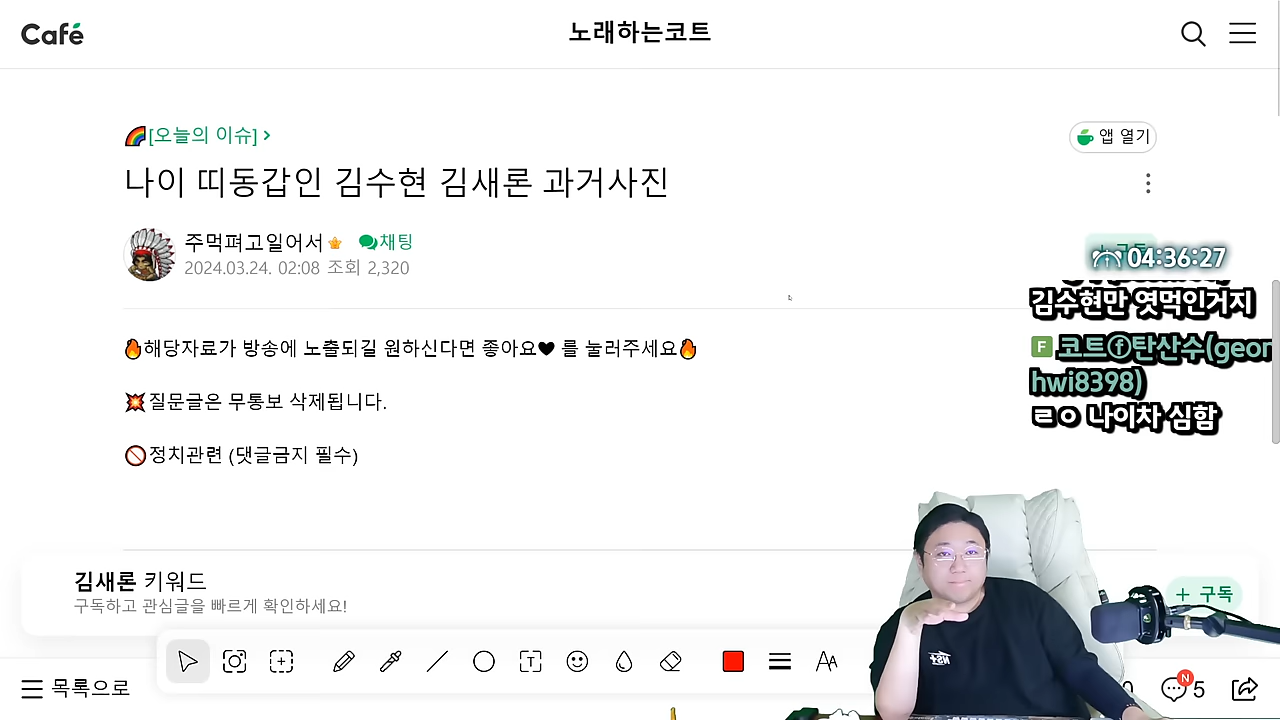 Café
노래하는코트
[오늘의 이슈] >
앱 열기
나이 띠동갑인 김수현 김새론 과거사진
주먹펴고일어서 채팅
2024.03.24. 02:08 조회 2,320
04:36:27
김수현만 엿먹인거지
F 코트ⓕ탄산수(geon
hwi8398)
ㄹㅇ 나이차 심함
🔥해당자료가 방송에 노출되길 원하신다면 좋아요🖤 를 눌러주세요🔥
💥질문글은 무통보 삭제됩니다.
🚫정치관련 (댓글금지 필수)
김새론 키워드
구독하고 관심글을 빠르게 확인하세요!
+ 구독
목록으로
N
5